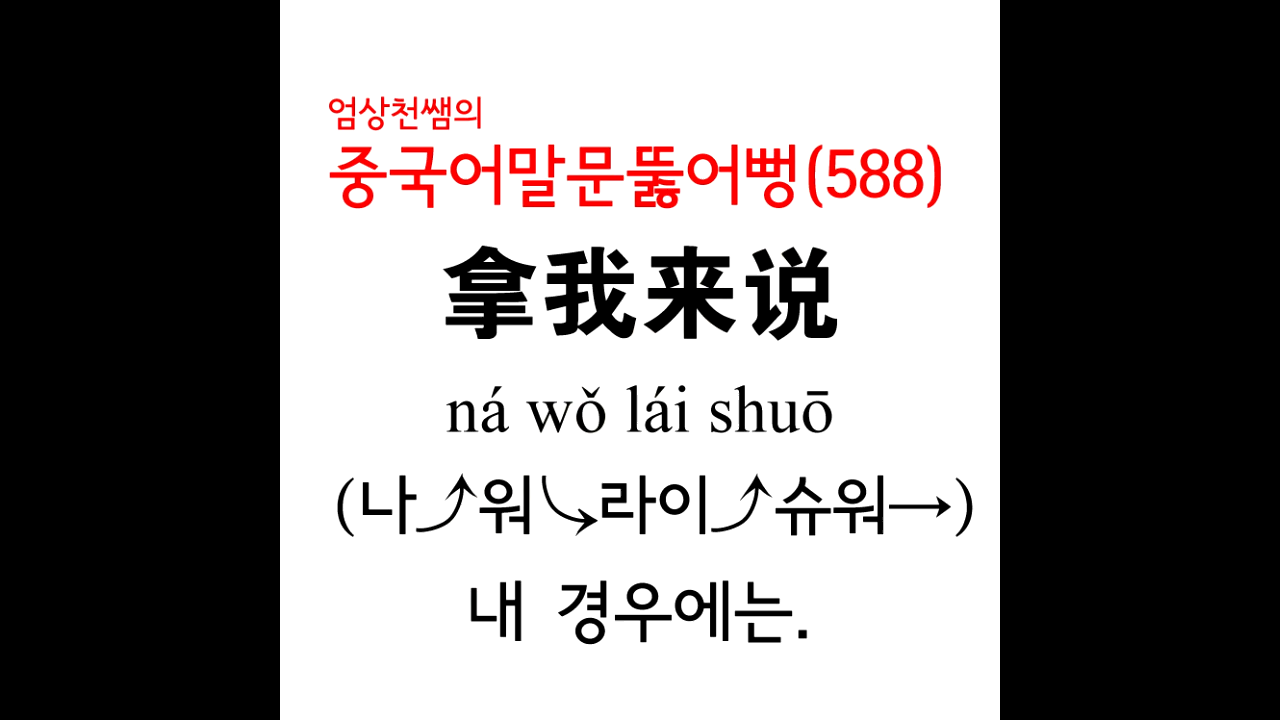 엄상천쌤의
중국어말문뚫어뻥(588)
拿我来说
ná wǒ lái shuō
(나⤴워⤵라이⤴슈워→)
내 경우에는.